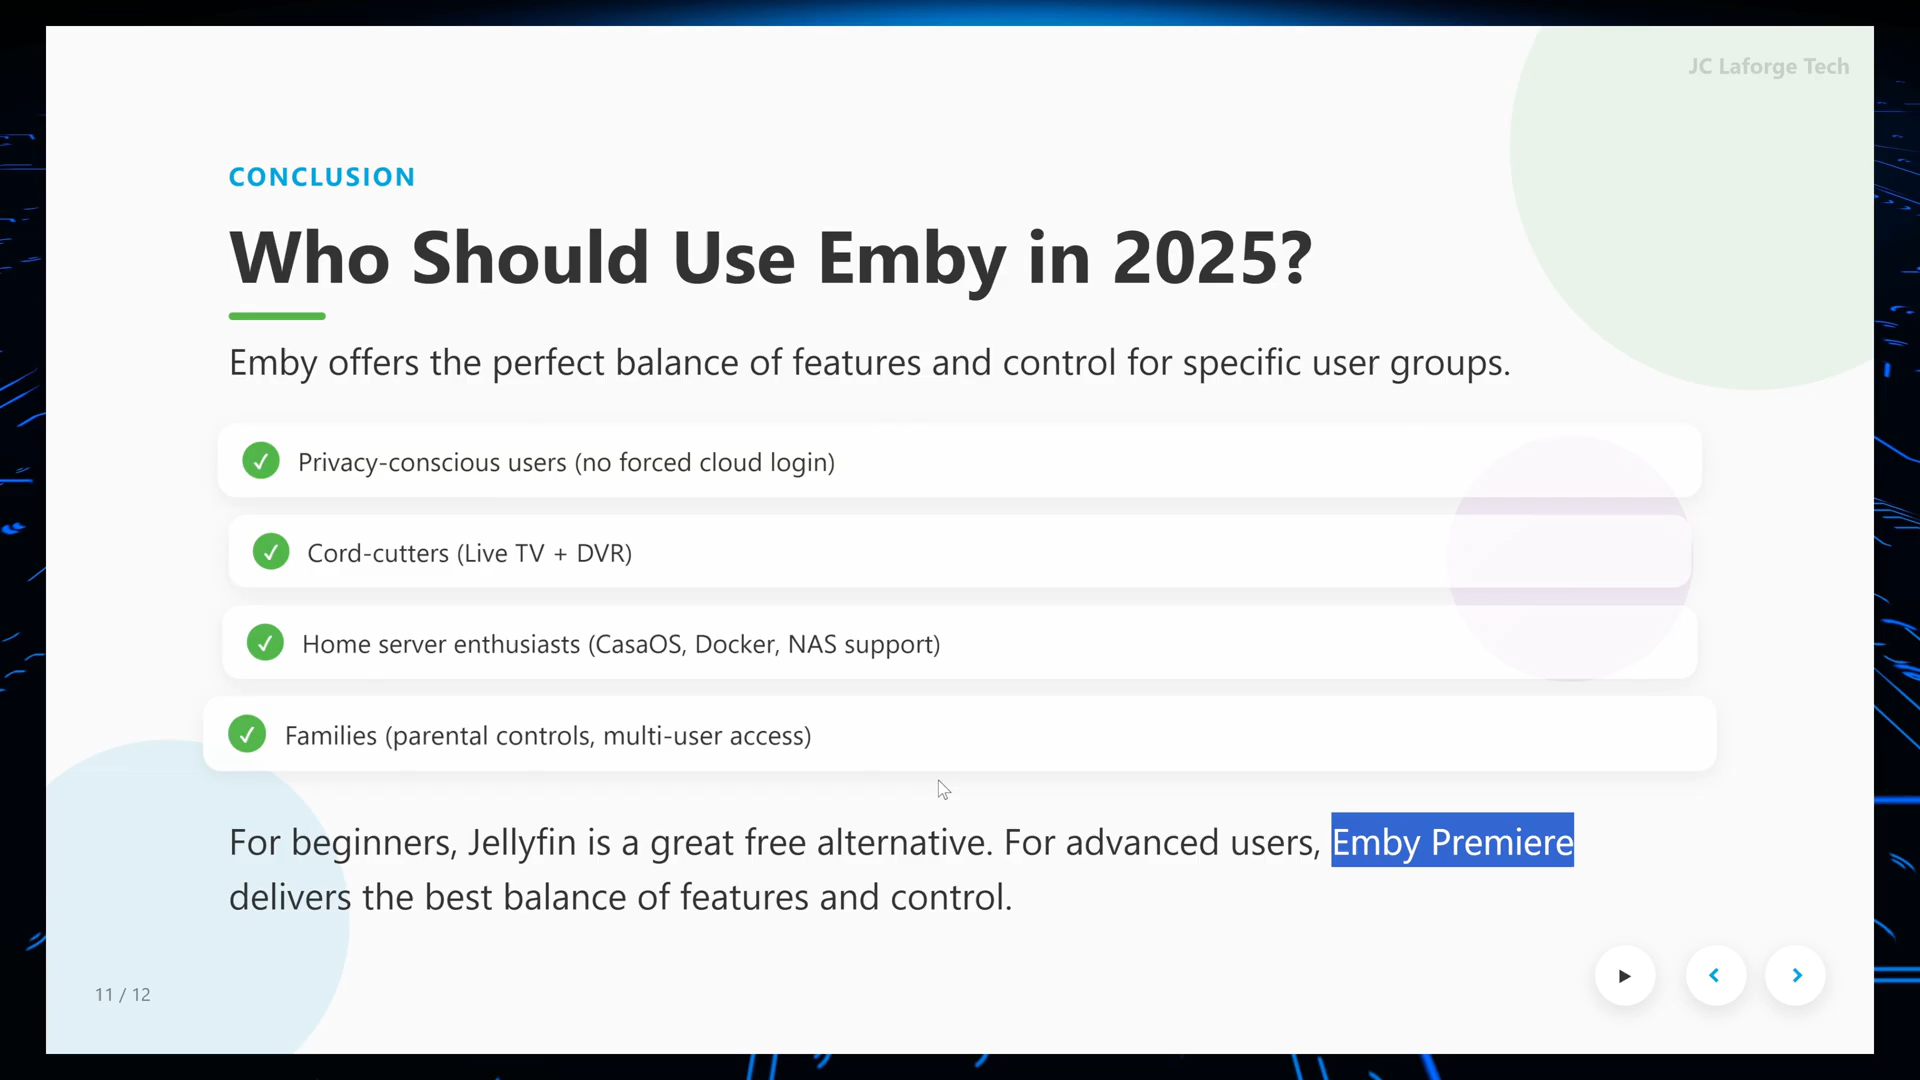 JC Laforge Tech
CONCLUSION
Who Should Use Emby in 2025?
Emby offers the perfect balance of features and control for specific user groups.
Privacy-conscious users (no forced cloud login)
Cord-cutters (Live TV + DVR)
Home server enthusiasts (CasaOS, Docker, NAS support)
Families (parental controls, multi-user access)
For beginners, Jellyfin is a great free alternative. For advanced users, Emby Premiere
delivers the best balance of features and control.
11 / 12